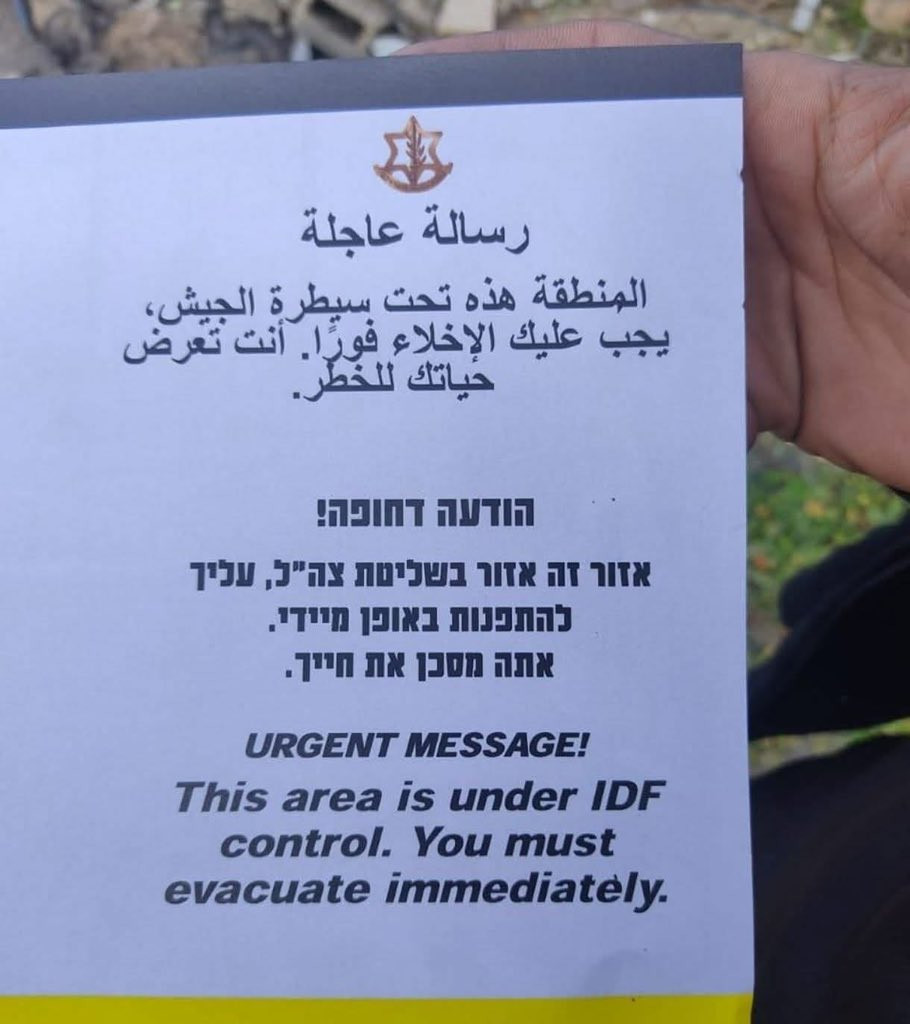 رسالة عاجلة
المنطقة هذه تحت سيطرة الجيش،
يجب عليك الإخلاء فورًا. أنت تعرض
حياتك للخطر.
הודעה דחופה!
אזור זה אזור בשליטת צה"ל, עליך
להתפנות באופן מיידי.
אתה מסכן את חייך.
URGENT MESSAGE!
This area is under IDF
control. You must
evacuate immediately.